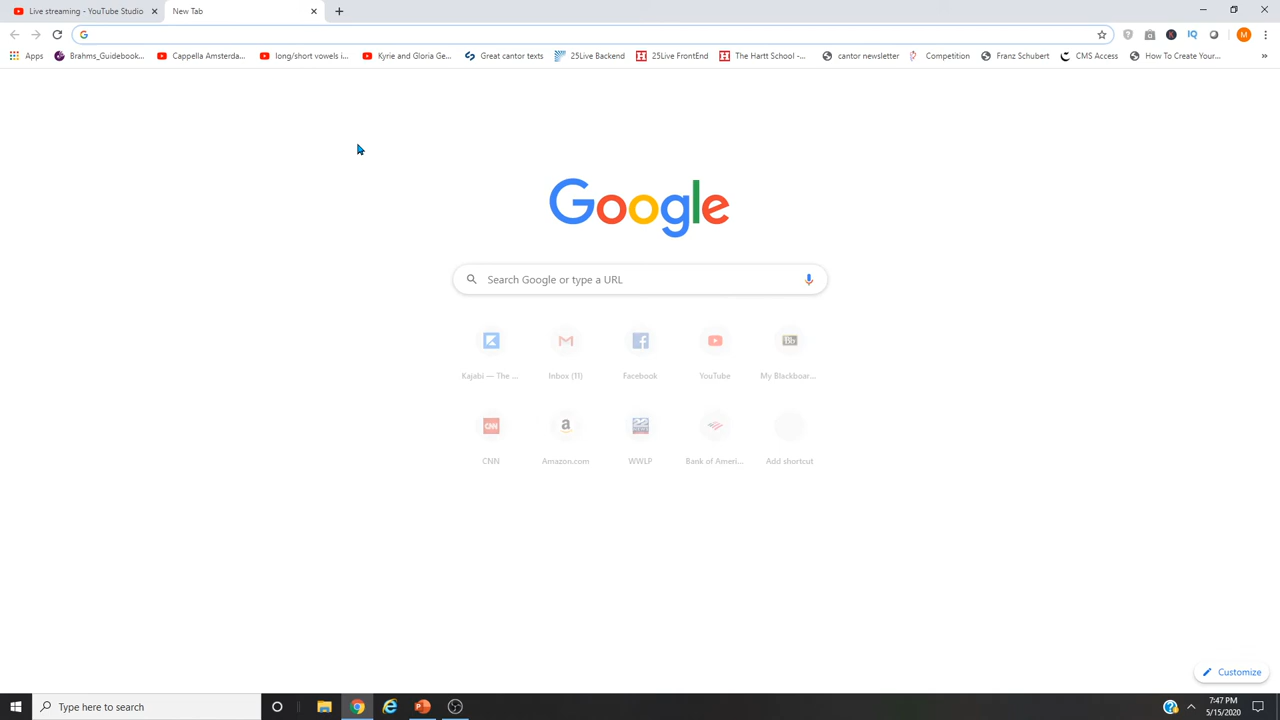 Live streaming - YouTube Studio
New Tab
Apps Brahms_Guidebook... Cappella Amsterda... long/short vowels i... Kyrie and Gloria Ge... Great cantor texts 25Live Backend 25Live FrontEnd The Hartt School -... cantor newsletter Competition Franz Schubert CMS Access How To Create Your...
Google
Search Google or type a URL
Kajabi — The ... Inbox (11) Facebook YouTube My Blackboar...
CNN Amazon.com WWLP Bank of Ameri... Add shortcut
Customize
Type here to search
7:47 PM
5/15/2020